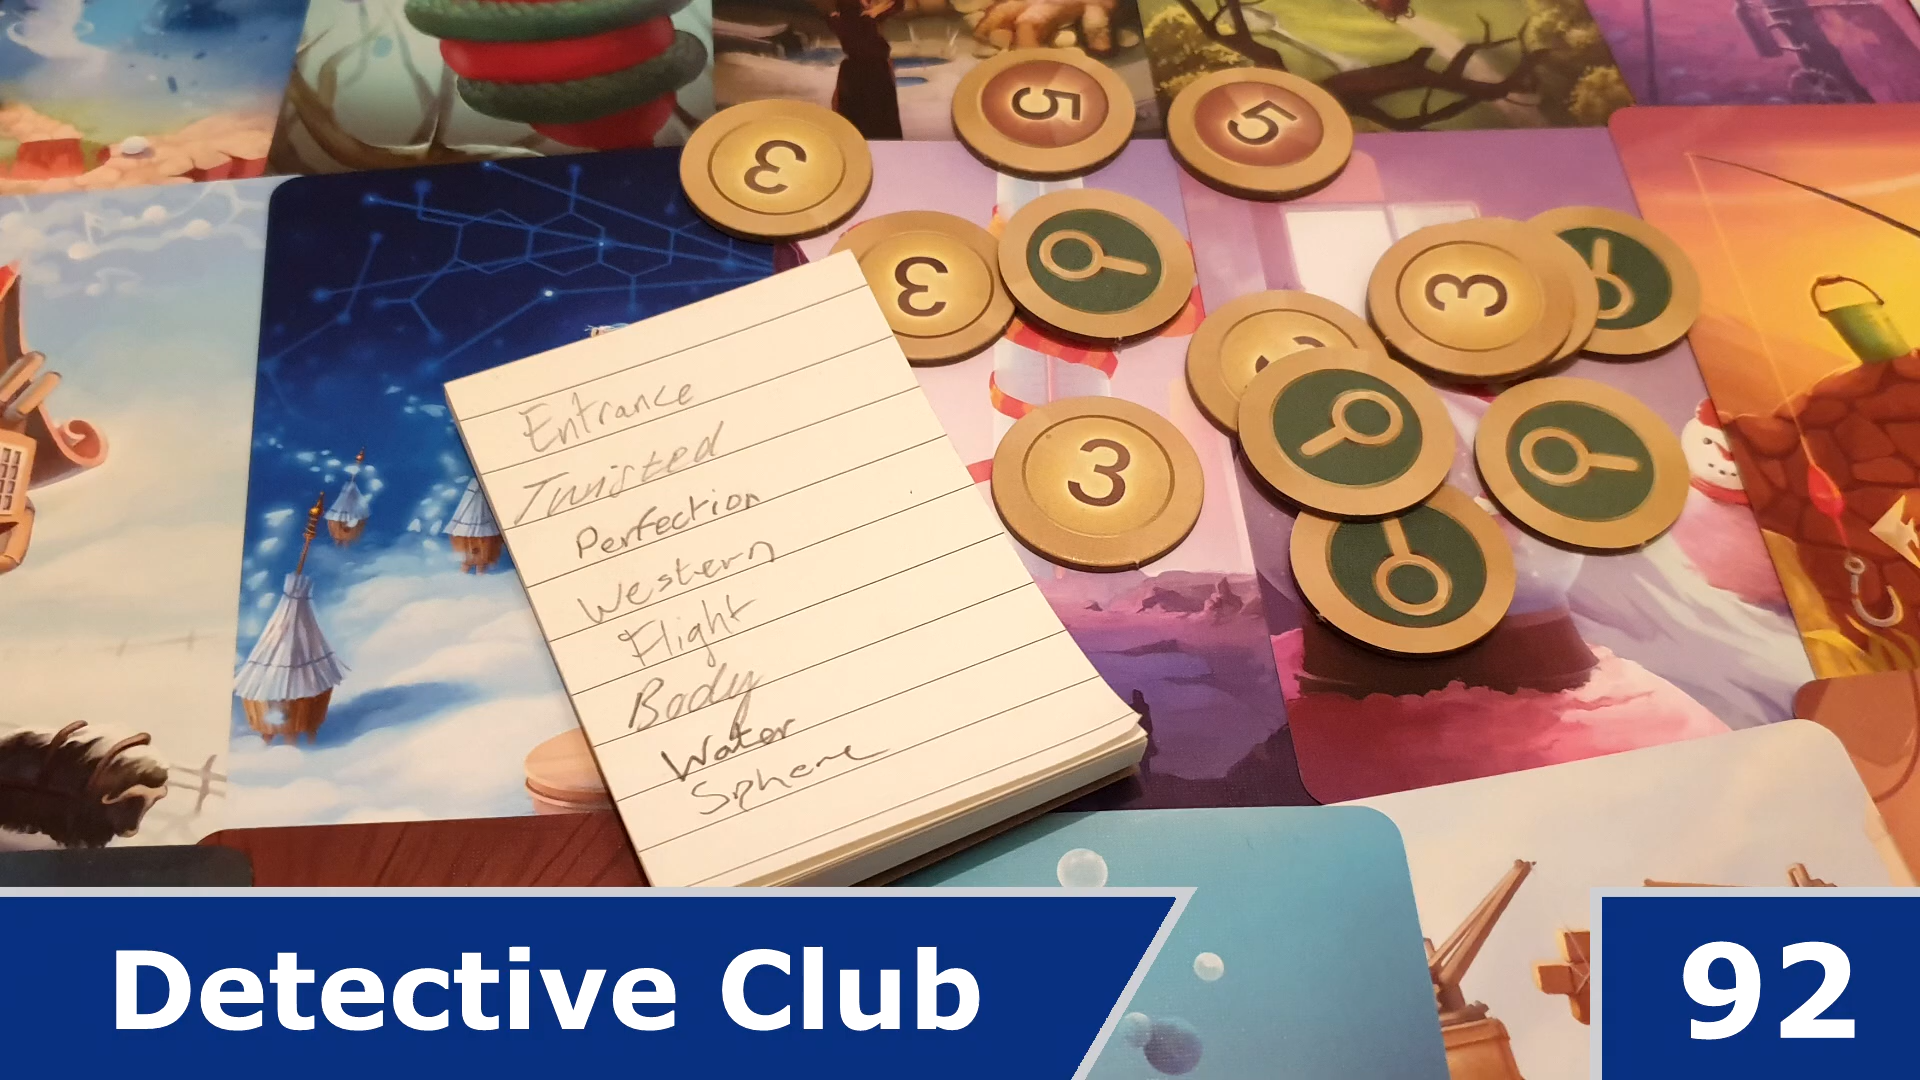 5
5
3
3
3
3
Entrance
Twisted
Perfection
Western
Flight
Body
Water
Sphere
Detective Club
92